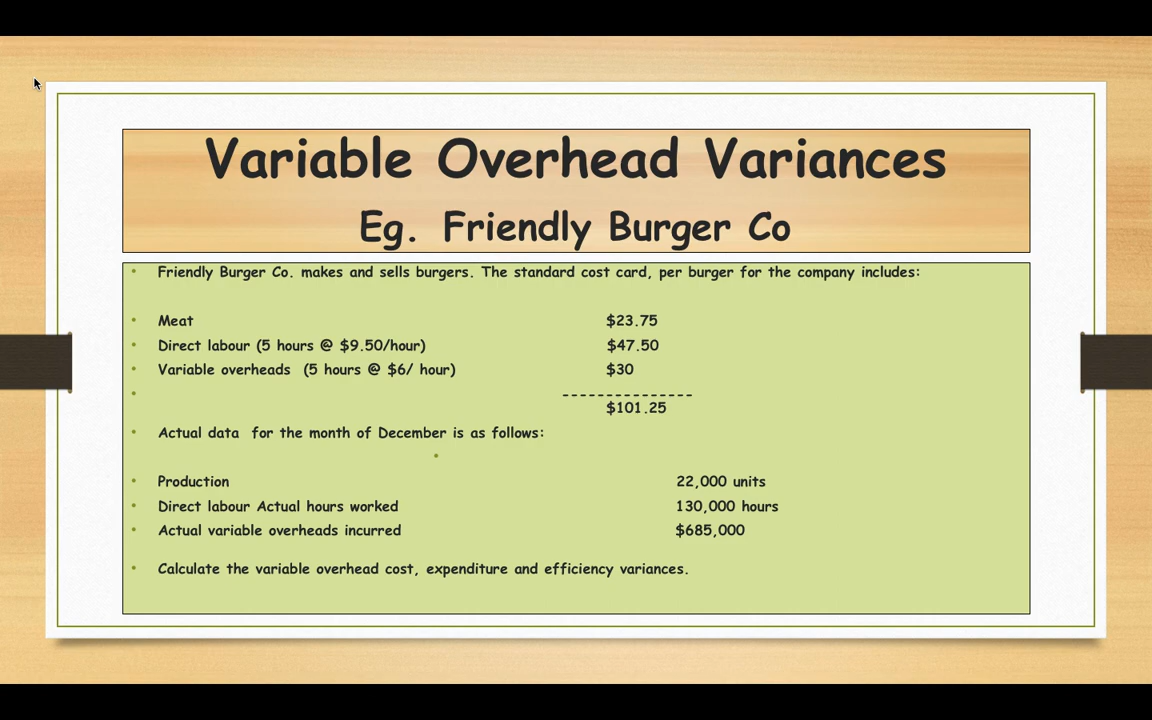 Variable Overhead Variances
Eg. Friendly Burger Co
• Friendly Burger Co. makes and sells burgers. The standard cost card, per burger for the company includes:
• Meat $23.75
• Direct labour (5 hours @ $9.50/hour) $47.50
• Variable overheads (5 hours @ $6/ hour) $30
• ---------------
$101.25
• Actual data for the month of December is as follows:
•
• Production 22,000 units
• Direct labour Actual hours worked 130,000 hours
• Actual variable overheads incurred $685,000
• Calculate the variable overhead cost, expenditure and efficiency variances.